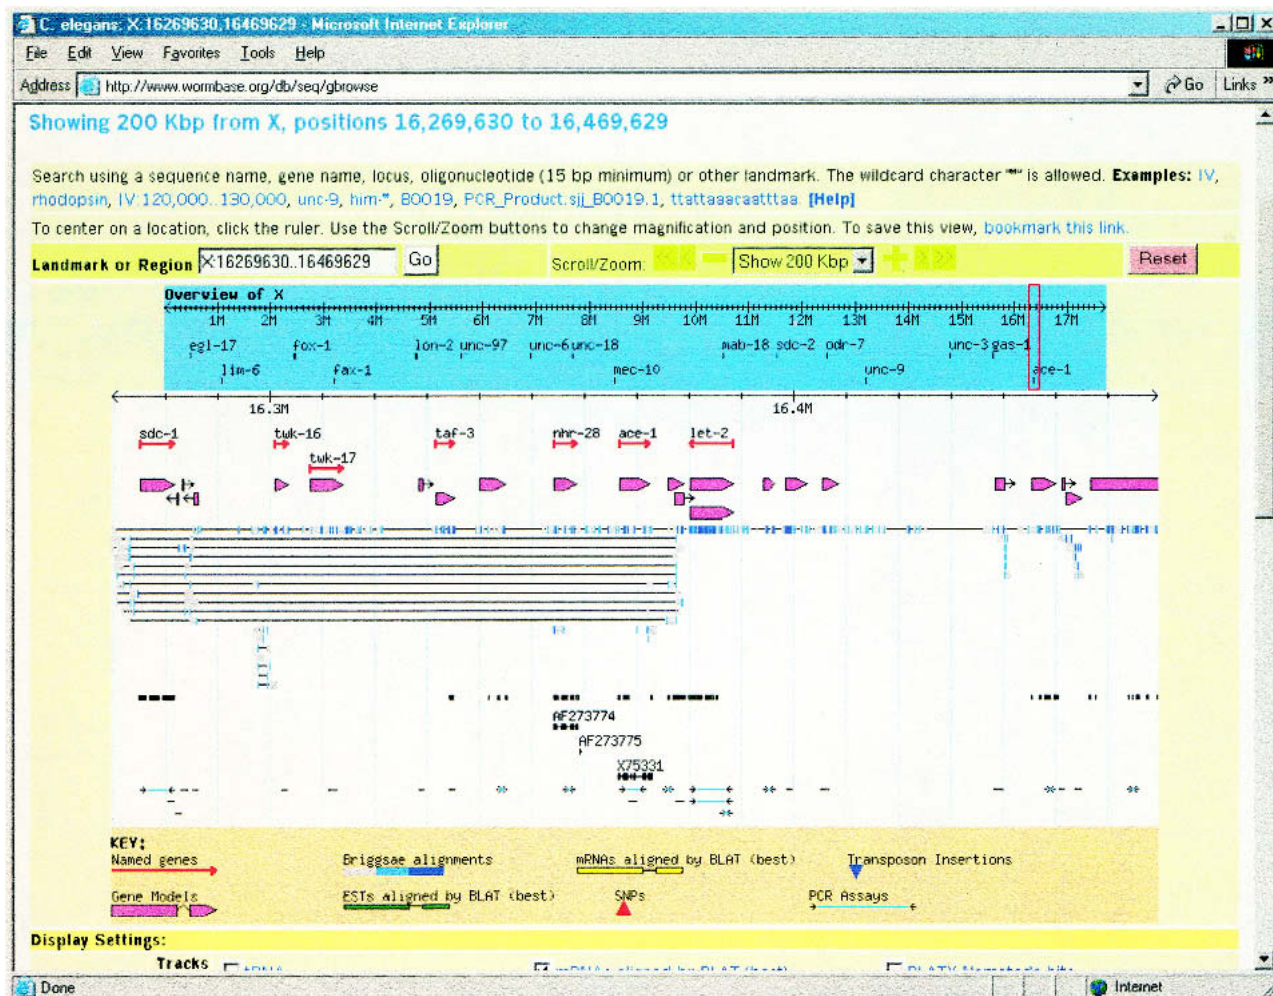 C. elegans: X:16269630,16469629 - Microsoft Internet Explorer
File Edit View Favorites Tools Help
Address http://www.wormbase.org/db/seq/gbrowse Go Links »
Showing 200 Kbp from X, positions 16,269,630 to 16,469,629
Search using a sequence name, gene name, locus, oligonucleotide (15 bp minimum) or other landmark. The wildcard character "*" is allowed. Examples: IV,
rhodopsin, IV:120,000..130,000, unc-9, him-*, B0019, PCR_Product:sjj_B0019.1, ttattaaacaatttaa. [Help]
To center on a location, click the ruler. Use the Scroll/Zoom buttons to change magnification and position. To save this view, bookmark this link.
Landmark or Region X:16269630..16469629 Go Scroll/Zoom: Show 200 Kbp Reset
Overview of X
1M 2M 3M 4M 5M 6M 7M 8M 9M 10M 11M 12M 13M 14M 15M 16M 17M
egl-17 fox-1 lon-2 unc-97 unc-6 unc-18 mab-18 sdc-2 odr-7 unc-3 gas-1
lim-6 fax-1 mec-10 unc-9 ace-1
16.3M 16.4M
sdc-1 twk-16 taf-3 nhr-28 ace-1 let-2
twk-17
AF273774
AF273775
X75331
KEY:
Named genes Briggsae alignments mRNAs aligned by BLAT (best) Transposon Insertions
Gene Models ESTs aligned by BLAT (best) SNPs PCR Assays
Display Settings:
Tracks tRNA mRNAs aligned by BLAT (best) BLATX Nematode hits
Done Internet